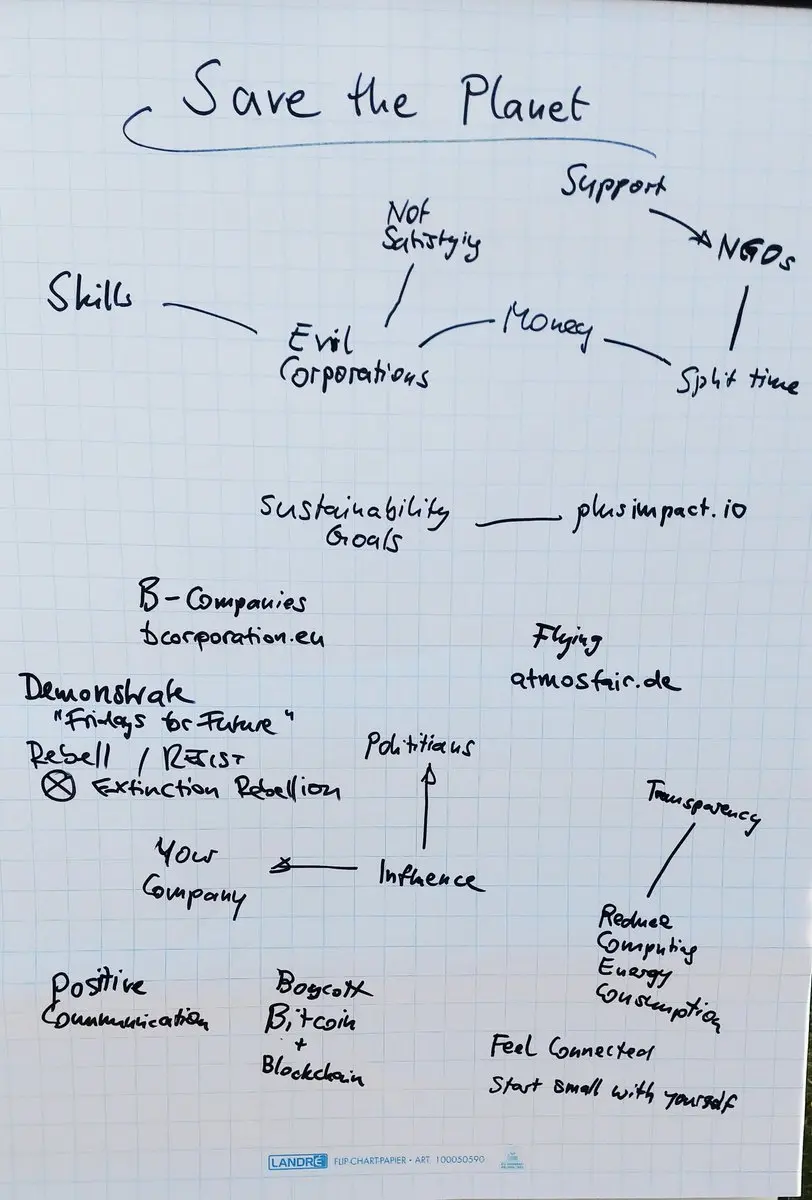 Save the Planet
Support
NGOs
Not
Satisfying
Skills
Evil
Corporations
Money
Split time
Sustainability
Goals
plusimpact.io
B-Companies
bcorporation.eu
Flying
atmosfair.de
Demonstrate
"Fridays for Future"
Rebell / RESIST
Extinction Rebellion
Polititians
Your
Company
Influence
Transparency
Reduce
Computing
Energy
Consumption
Positive
Communication
Boycott
Bitcoin
+
Blockchain
Feel Connected
Start small with yourself
LANDRÉ FLIP-CHART-PAPIER • ART. 100050590